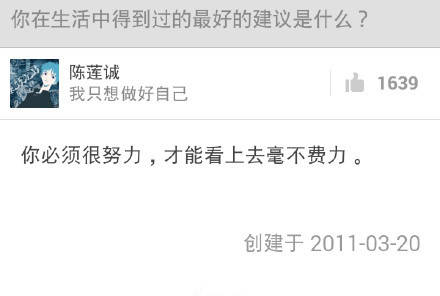 你在生活中得到过的最好的建议是什么？
陈莲诚
我只想做好自己
1639
你必须很努力，才能看上去毫不费力。
创建于 2011-03-20